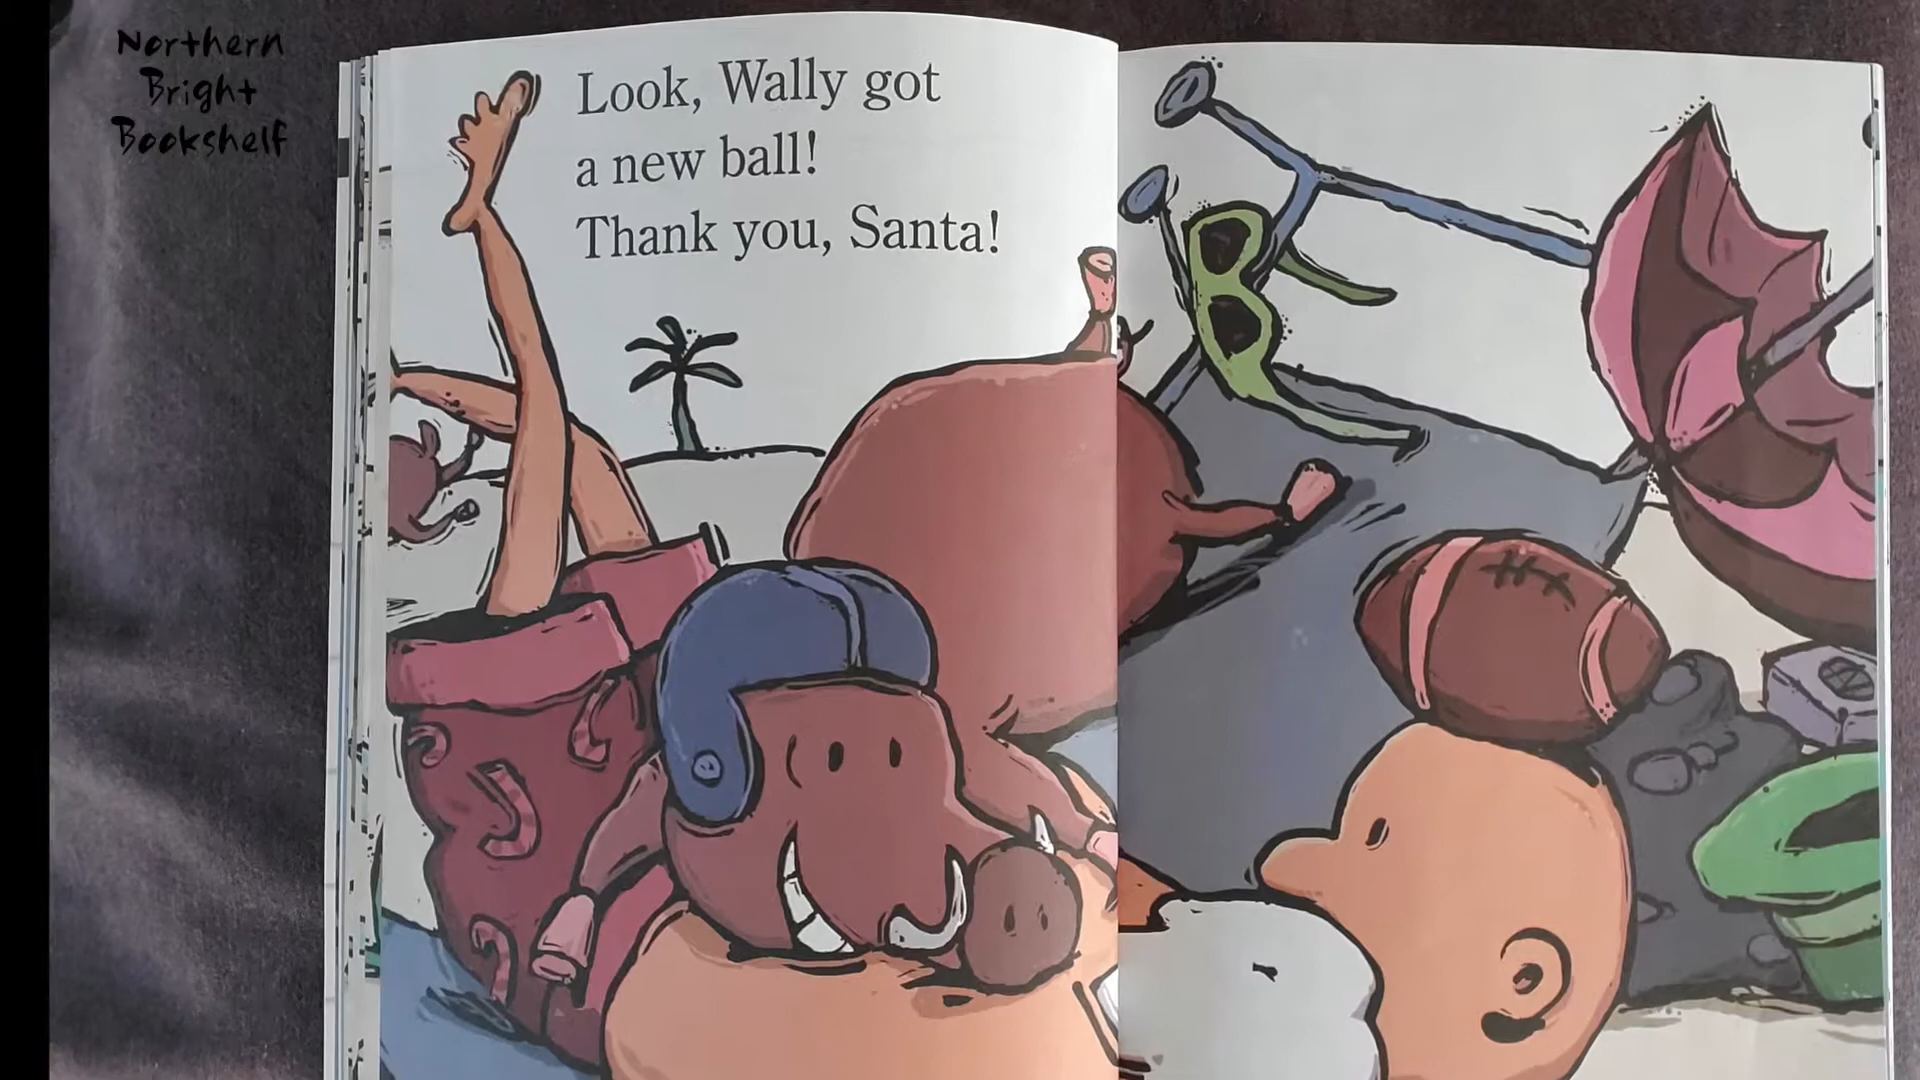 Northern
Bright
Bookshelf
Look, Wally got
a new ball!
Thank you, Santa!